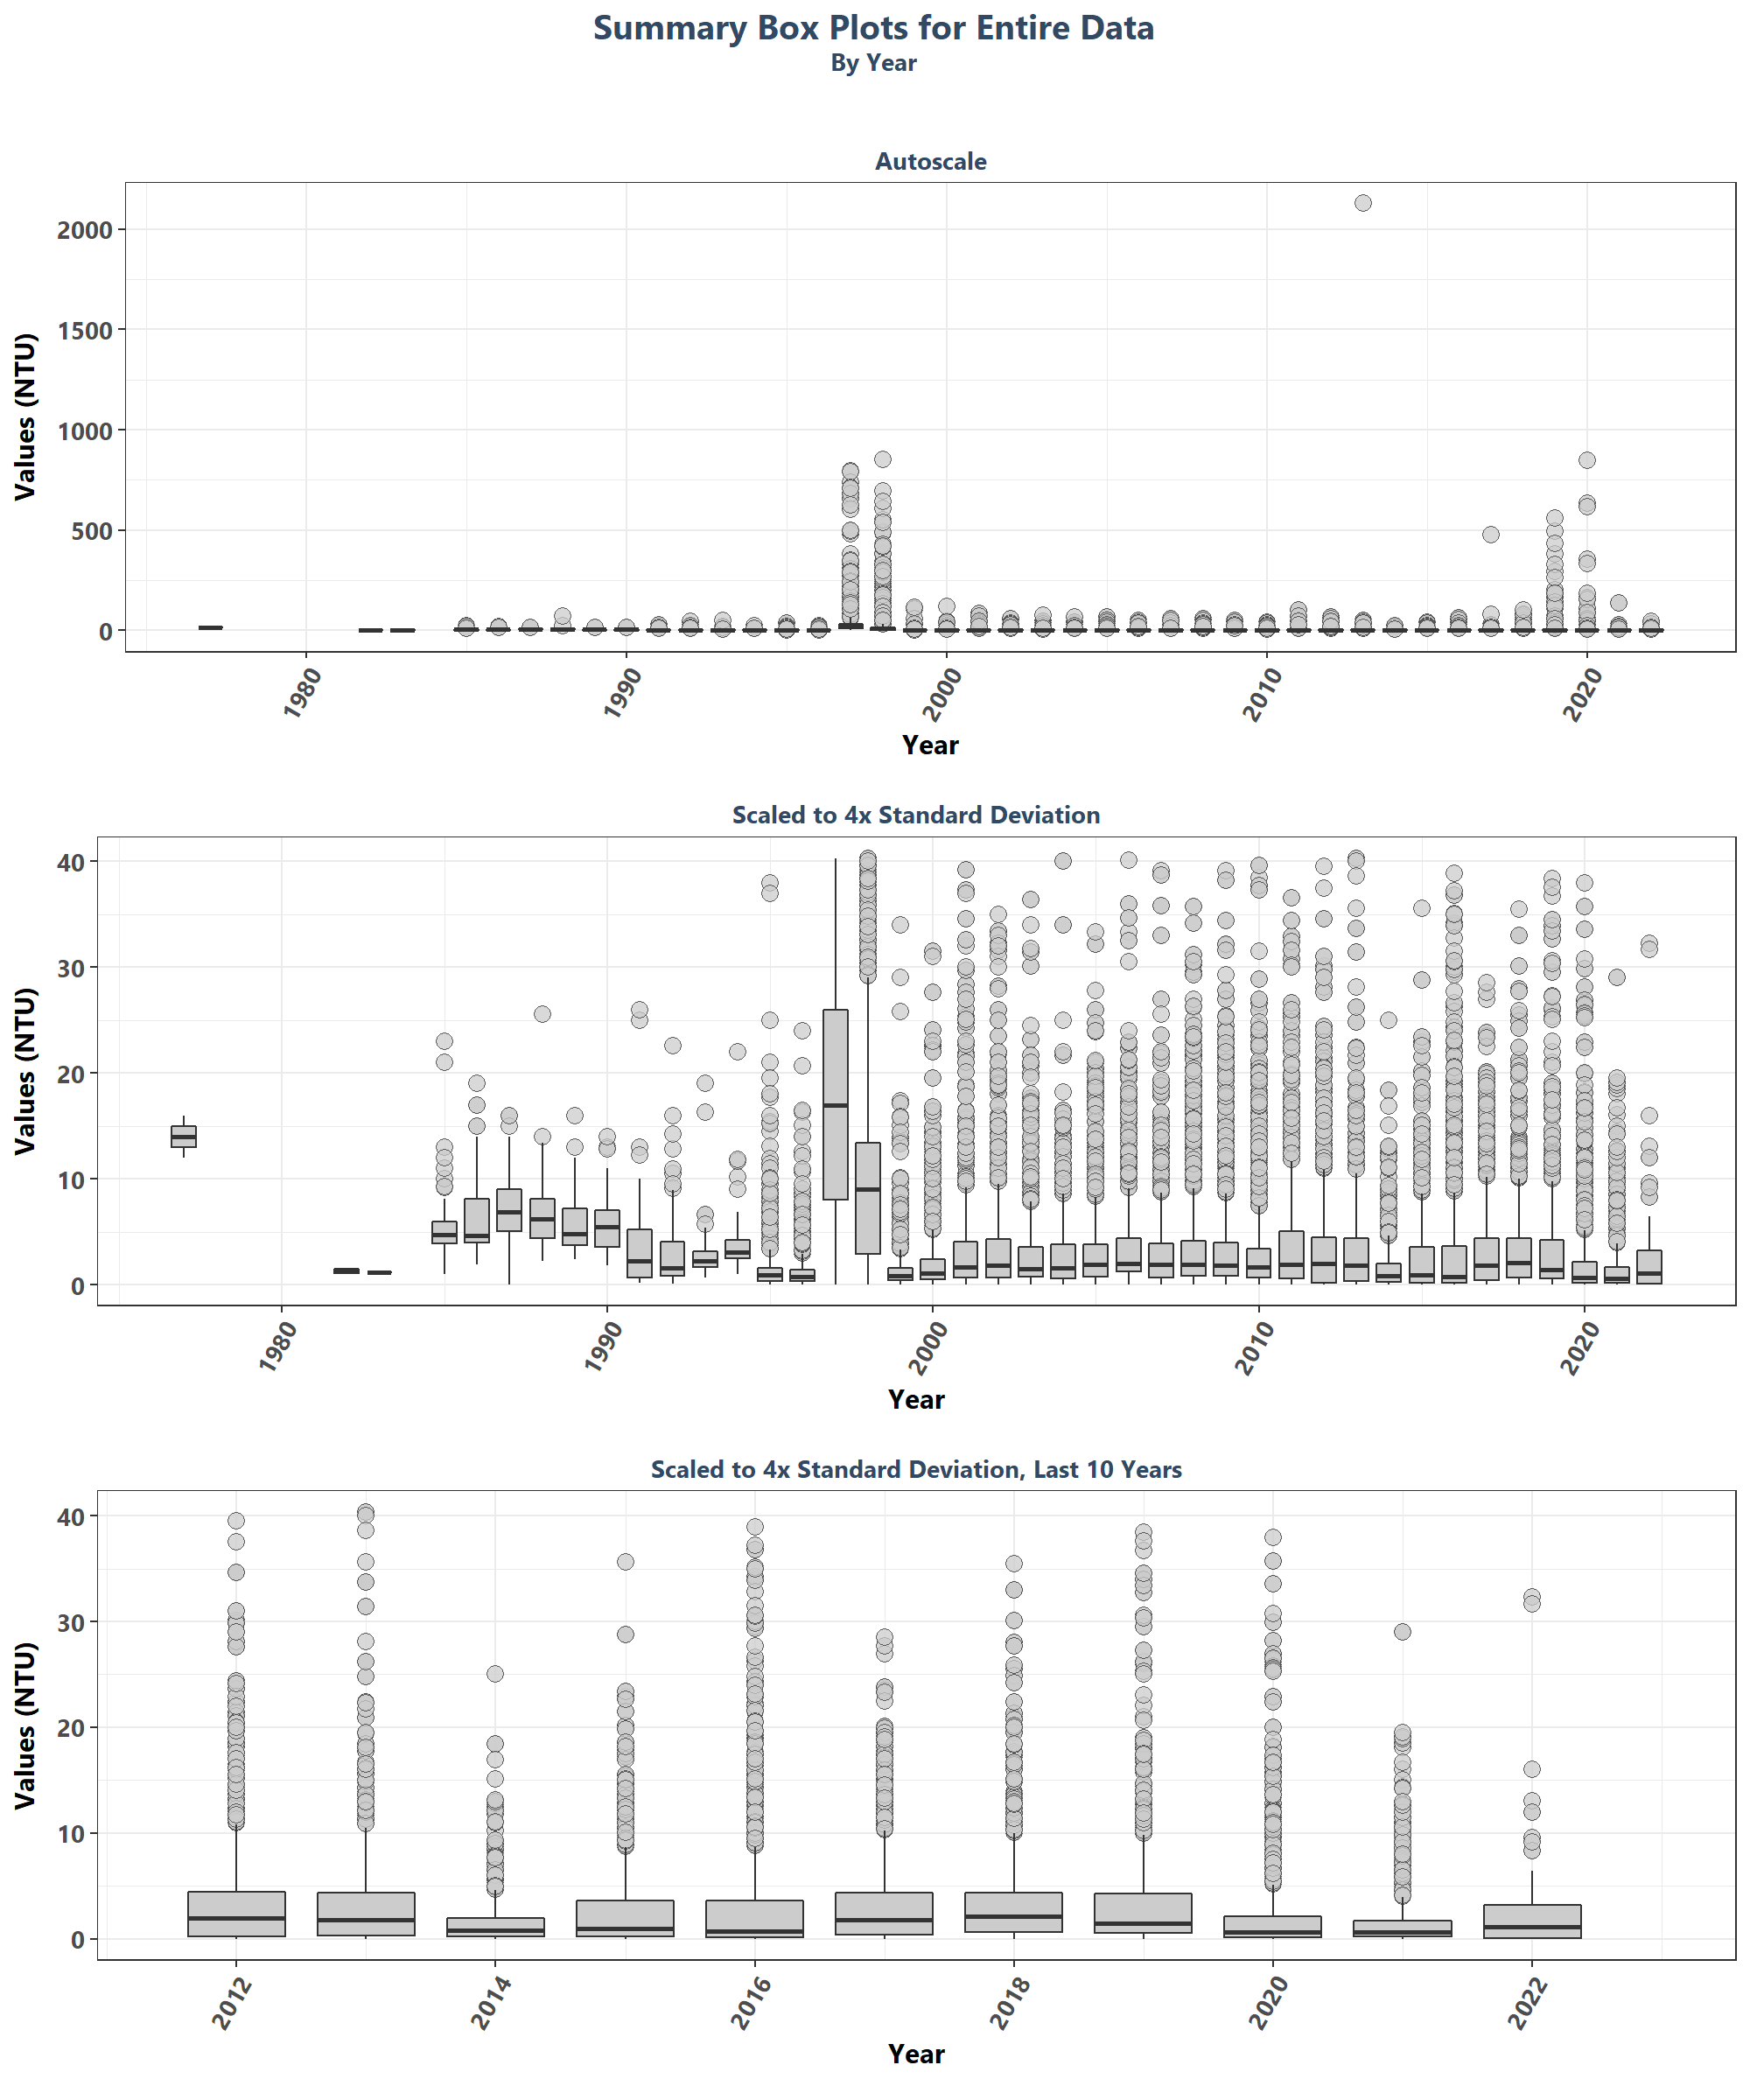 Summary Box Plots for Entire Data
By Year
Autoscale
Values (NTU)
2000
1500
1000
500
0
1980
1990
2000
2010
2020
Year
Scaled to 4x Standard Deviation
Values (NTU)
40
30
20
10
0
1980
1990
2000
2010
2020
Year
Scaled to 4x Standard Deviation, Last 10 Years
Values (NTU)
40
30
20
10
0
2012
2014
2016
2018
2020
2022
Year